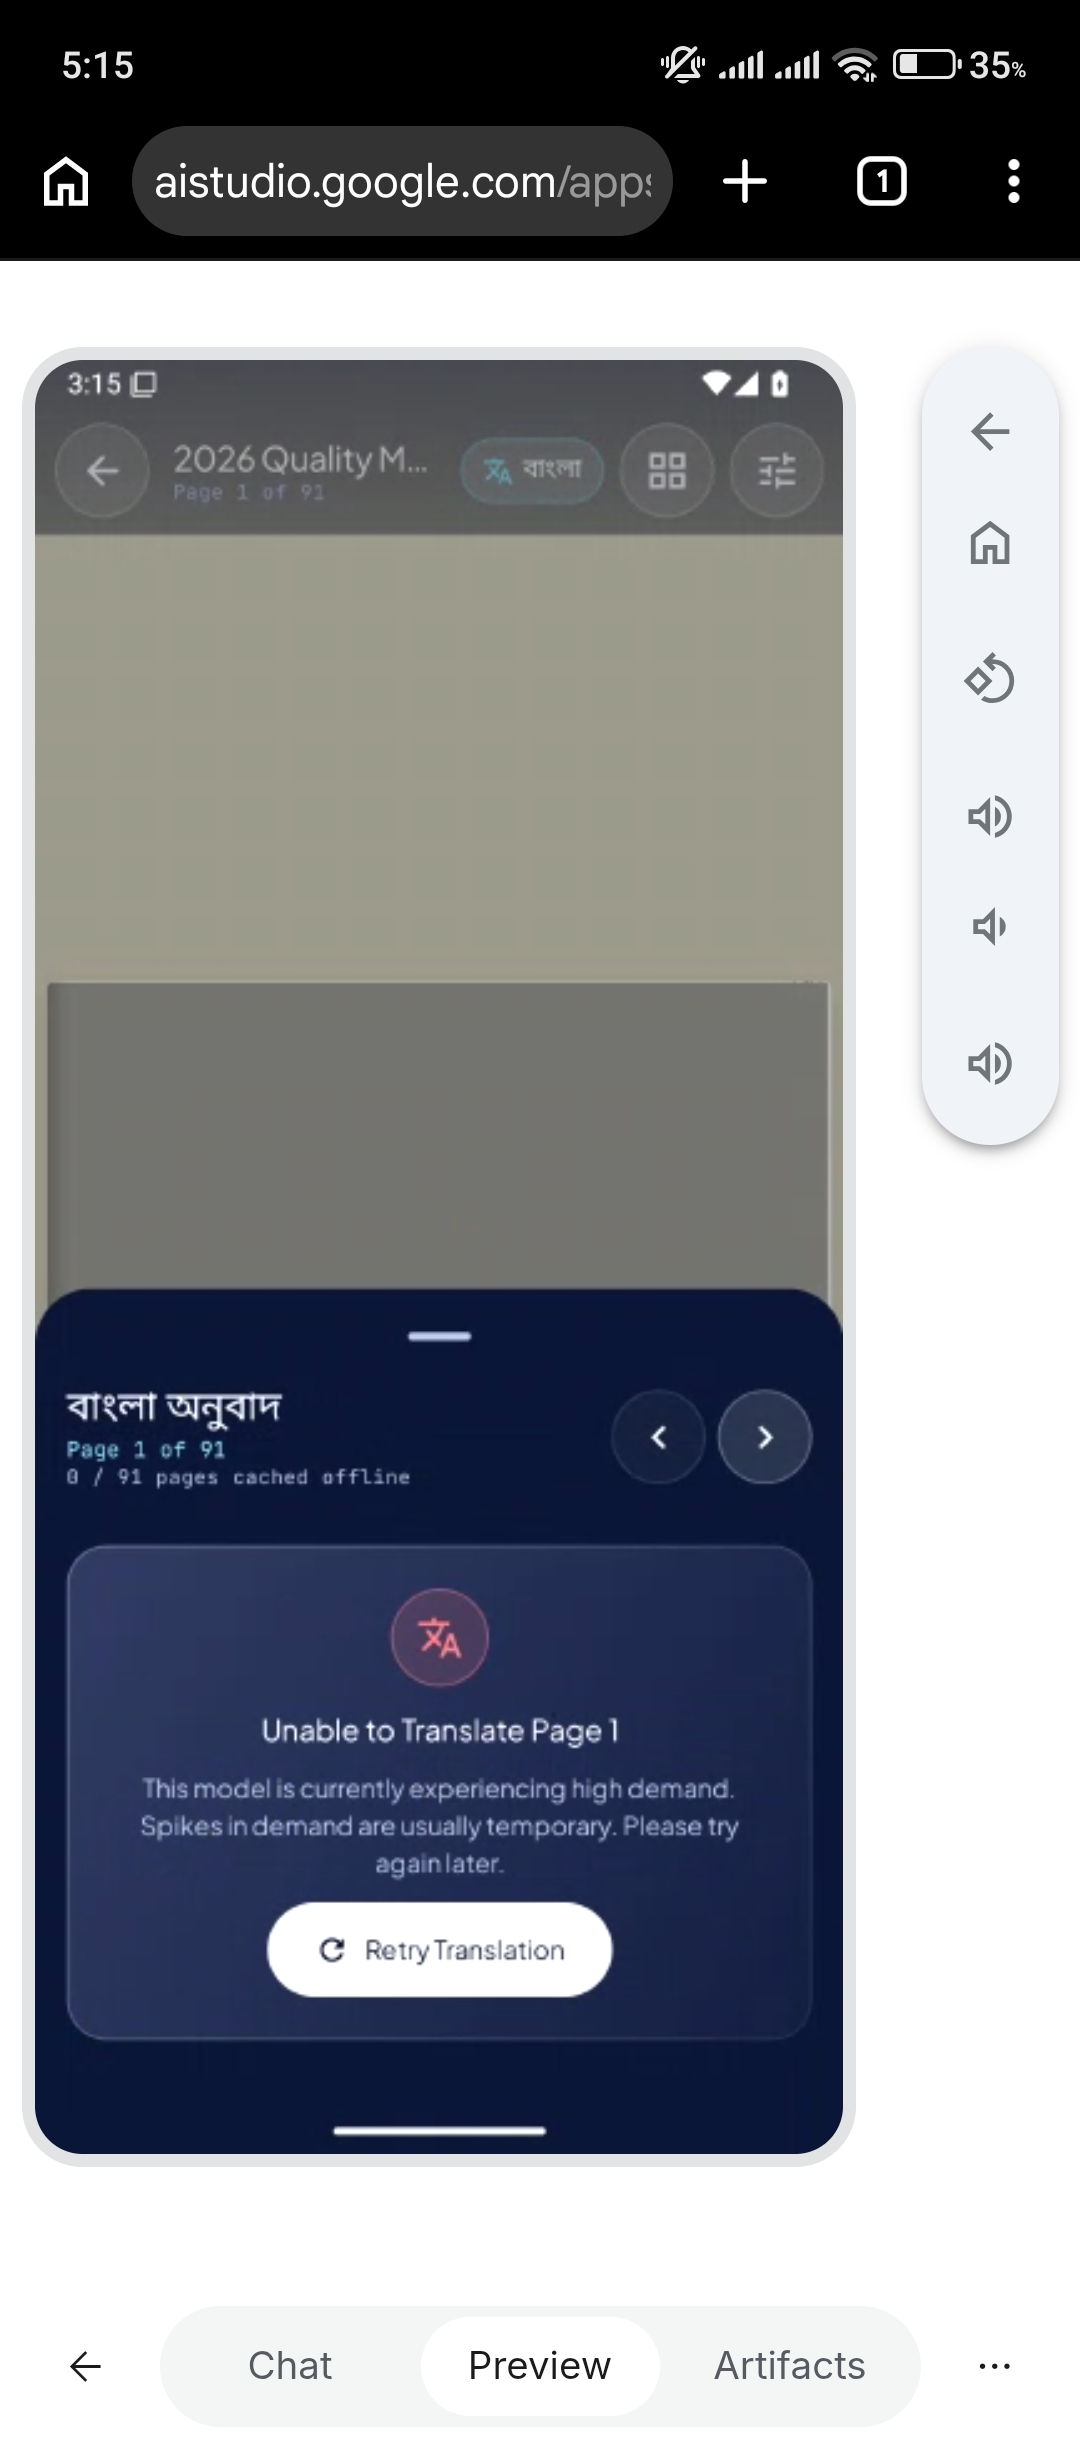 5:15
35%
aistudio.google.com/apps
1
3:15
2026 Quality M...
Page 1 of 91
বাংলা
বাংলা অনুবাদ
Page 1 of 91
0 / 91 pages cached offline
Unable to Translate Page 1
This model is currently experiencing high demand.
Spikes in demand are usually temporary. Please try
again later.
Retry Translation
Chat
Preview
Artifacts